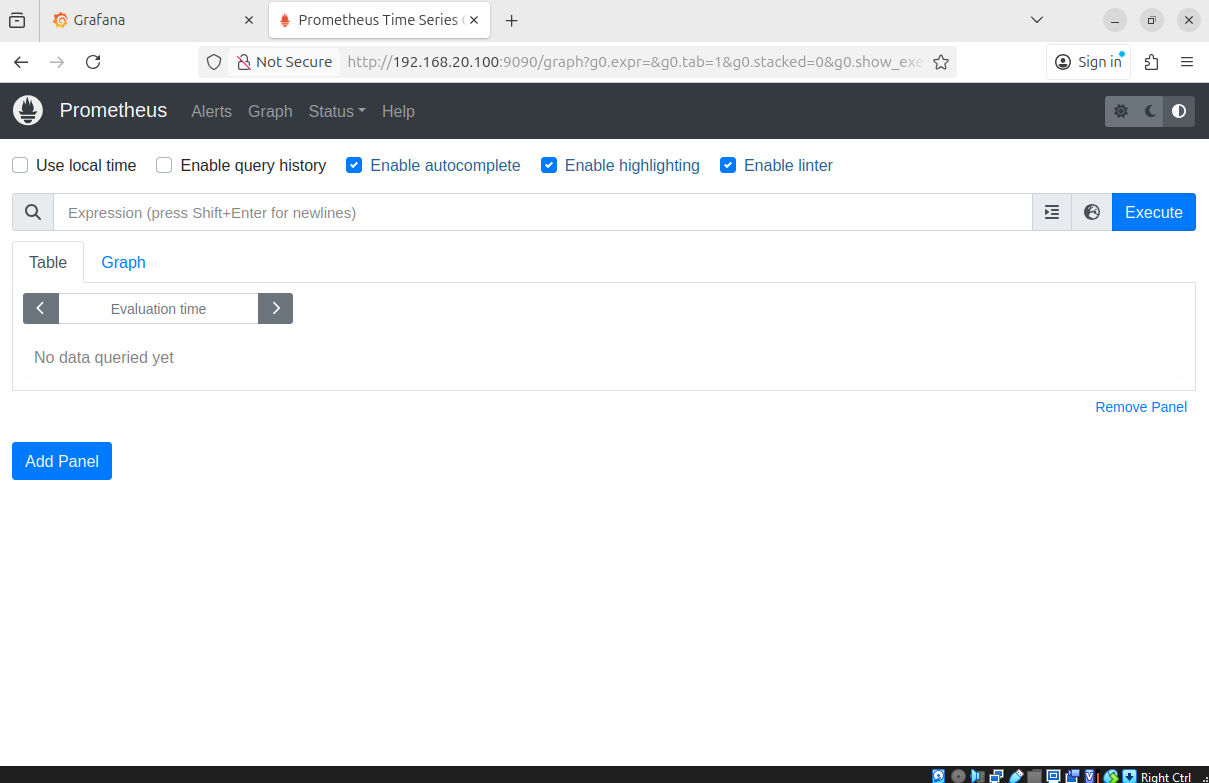 Grafana
Prometheus Time Series
Not Secure http://192.168.20.100:9090/graph?g0.expr=&g0.tab=1&g0.stacked=0&g0.show_exe
Sign in
Prometheus Alerts Graph Status Help
Use local time Enable query history Enable autocomplete Enable highlighting Enable linter
Expression (press Shift+Enter for newlines) Execute
Table Graph
Evaluation time
No data queried yet
Remove Panel
Add Panel
Right Ctrl